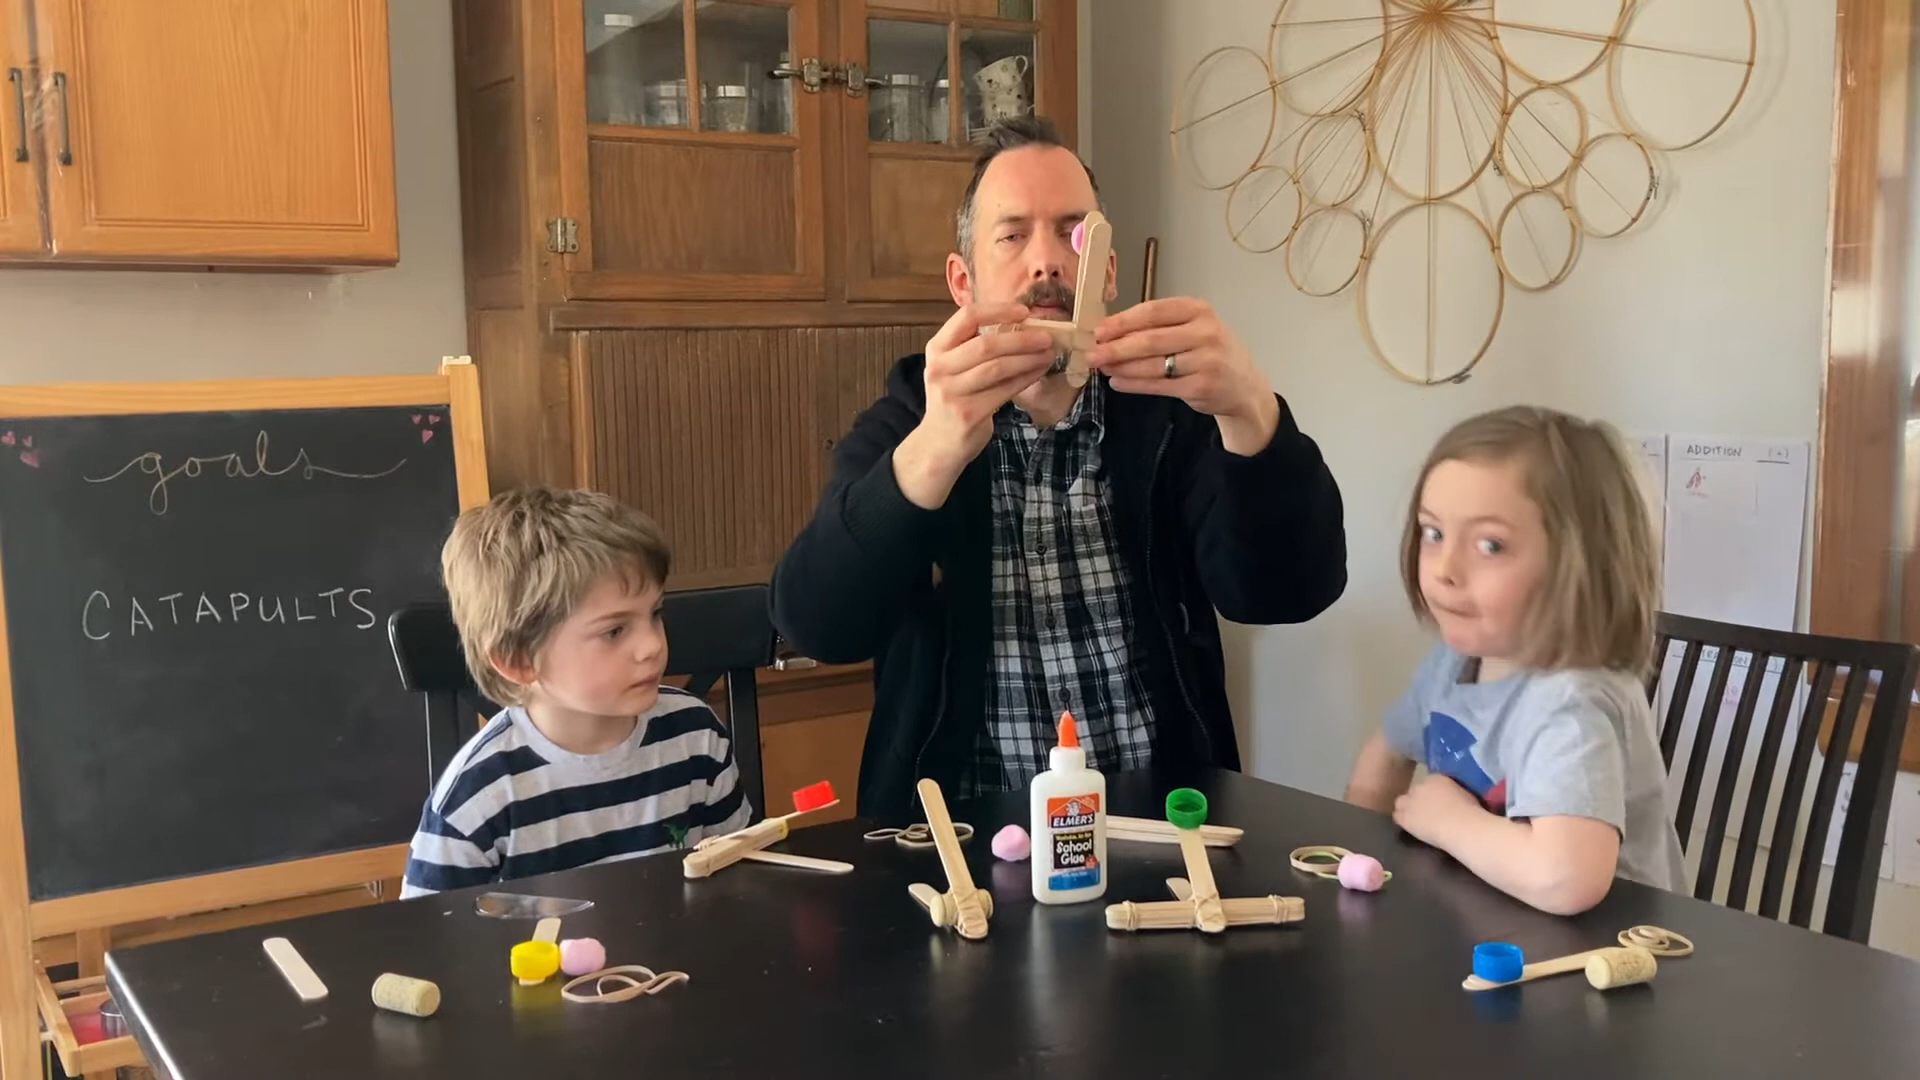 goals
CATAPULTS
ADDITION (+)
ELMER'S
School
Glue